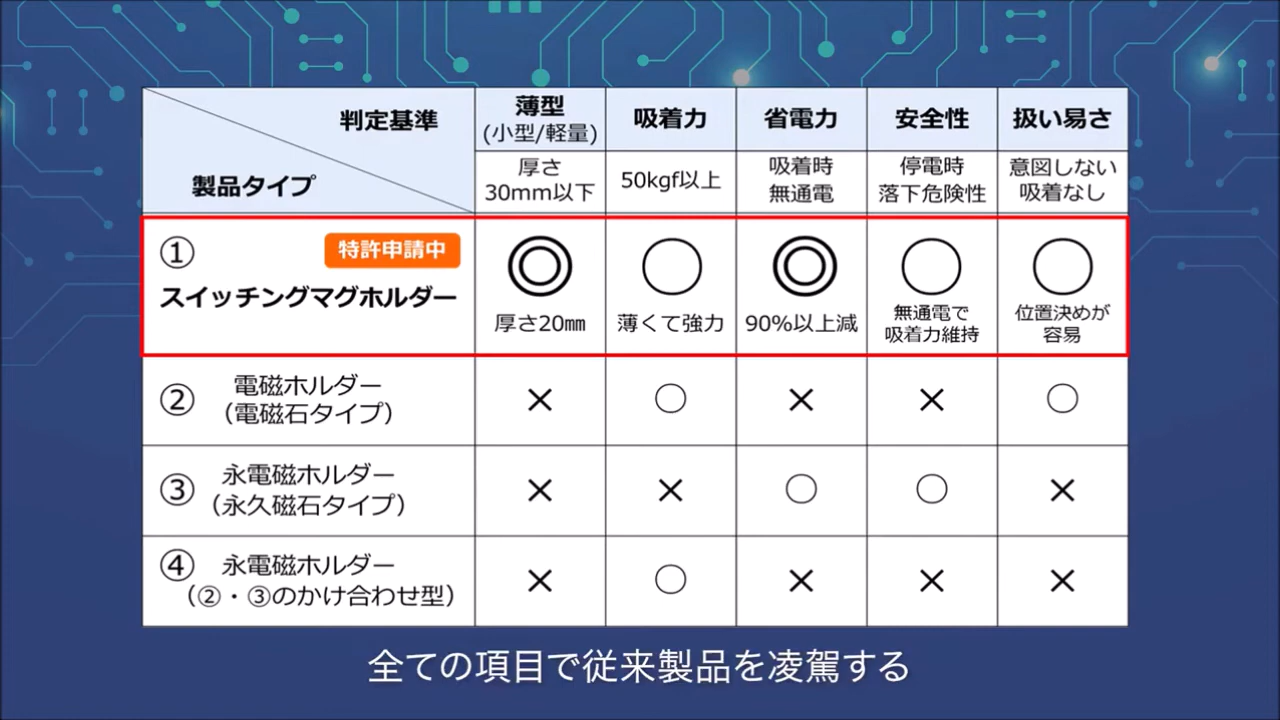 判定基準
製品タイプ
薄型
(小型/軽量)
吸着力
省電力
安全性
扱い易さ
厚さ
30mm以下
50kgf以上
吸着時
無通電
停電時
落下危険性
意図しない
吸着なし
①
特許申請中
スイッチングマグホルダー
◎
厚さ20㎜
○
薄くて強力
◎
90%以上減
○
無通電で
吸着力維持
○
位置決めが
容易
② 電磁ホルダー
(電磁石タイプ)
× ○ × × ○
③ 永電磁ホルダー
(永久磁石タイプ)
× × ○ ○ ×
④ 永電磁ホルダー
(②・③のかけ合わせ型)
× ○ × × ×
全ての項目で従来製品を凌駕する